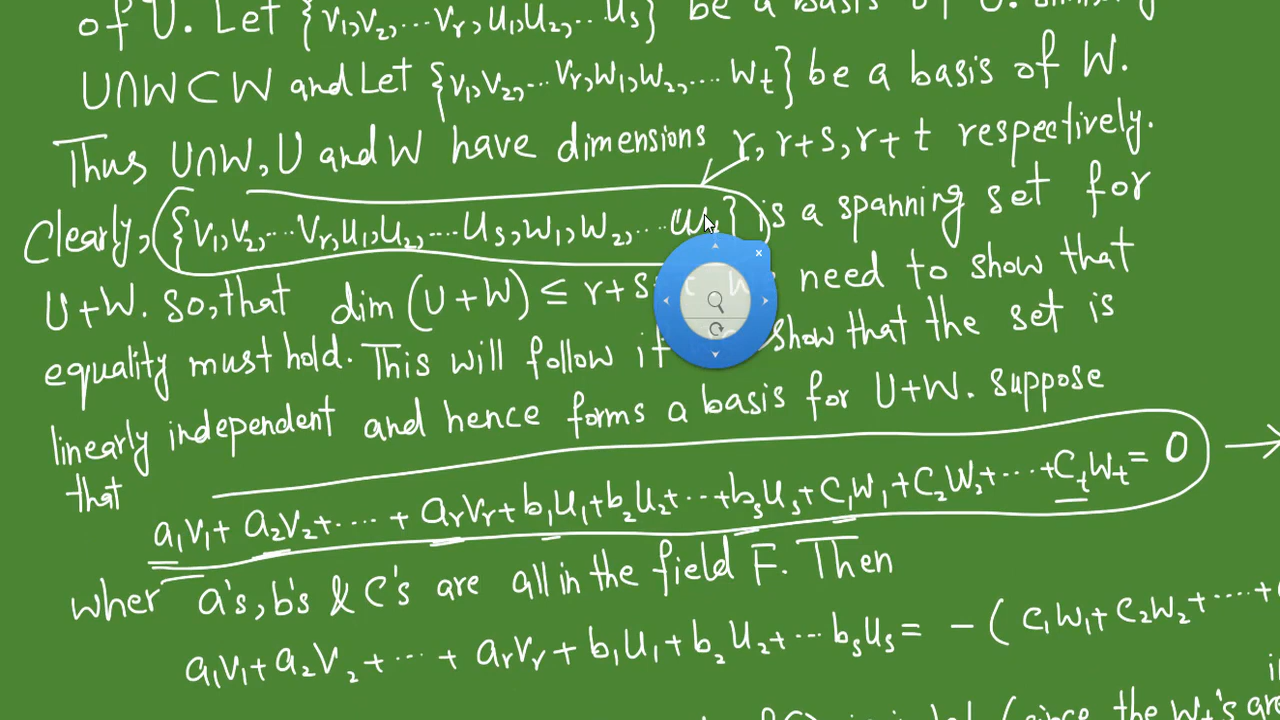 of U. Let {v₁,v₂,...vᵣ,u₁,u₂,...uₛ} be a basis of U.
U∩W⊂W and Let {v₁,v₂,...vᵣ,w₁,w₂,....wₜ} be a basis of W.
Thus U∩W, U and W have dimensions r, r+s, r+t respectively.
Clearly, {v₁,v₂,...vᵣ,u₁,u₂,...uₛ,w₁,w₂,... } is a spanning set for
U+W. So, that dim (U+W) ≤ r+s need to show that
equality must hold. This will follow if show that the set is
linearly independent and hence forms a basis for U+W. Suppose
that
a₁v₁+ a₂v₂+.... + aᵣvᵣ+b₁u₁+b₂u₂+...+bₛuₛ+c₁w₁+c₂w₂+....+cₜwₜ= 0
wher a's, b's & c's are all in the field F. Then
a₁v₁+a₂v₂+...+ aᵣvᵣ+b₁u₁+b₂u₂+...bₛuₛ= -(c₁w₁+c₂w₂+....+
(since the wₜ's are